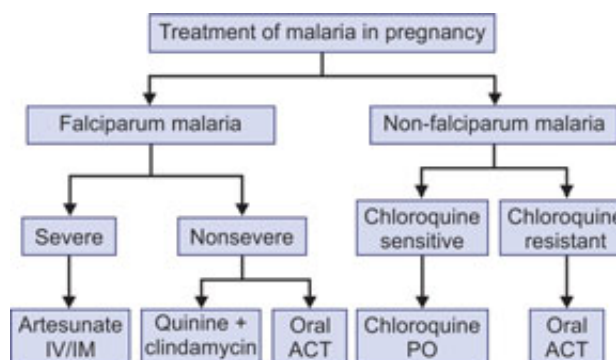 Treatment of malaria in pregnancy
Falciparum malaria
Non-falciparum malaria
Severe
Nonsevere
Chloroquine
sensitive
Chloroquine
resistant
Artesunate
IV/IM
Quinine +
clindamycin
Oral
ACT
Chloroquine
PO
Oral
ACT